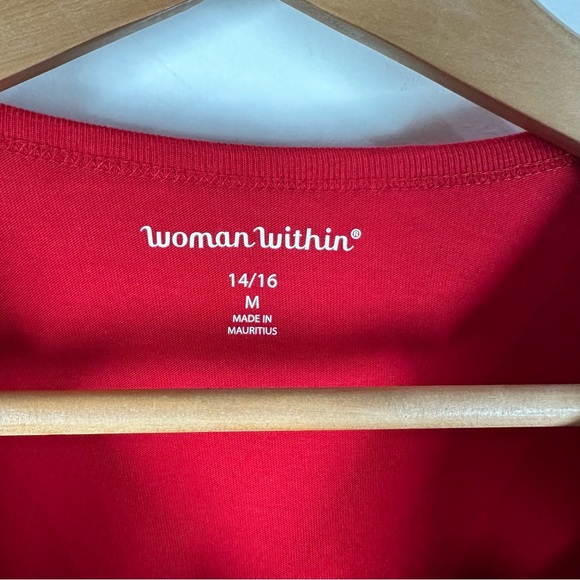 Woman Within®
14/16
M
MADE IN
MAURITIUS